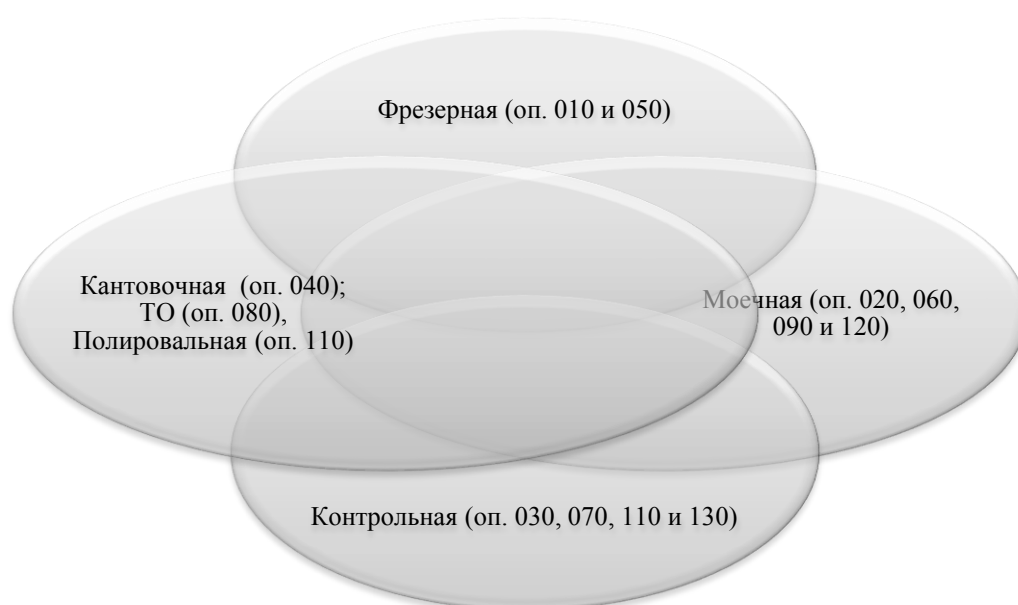 Фрезерная (оп. 010 и 050)
Кантовочная (оп. 040);
ТО (оп. 080),
Полировальная (оп. 110)
Моечная (оп. 020, 060,
090 и 120)
Контрольная (оп. 030, 070, 110 и 130)